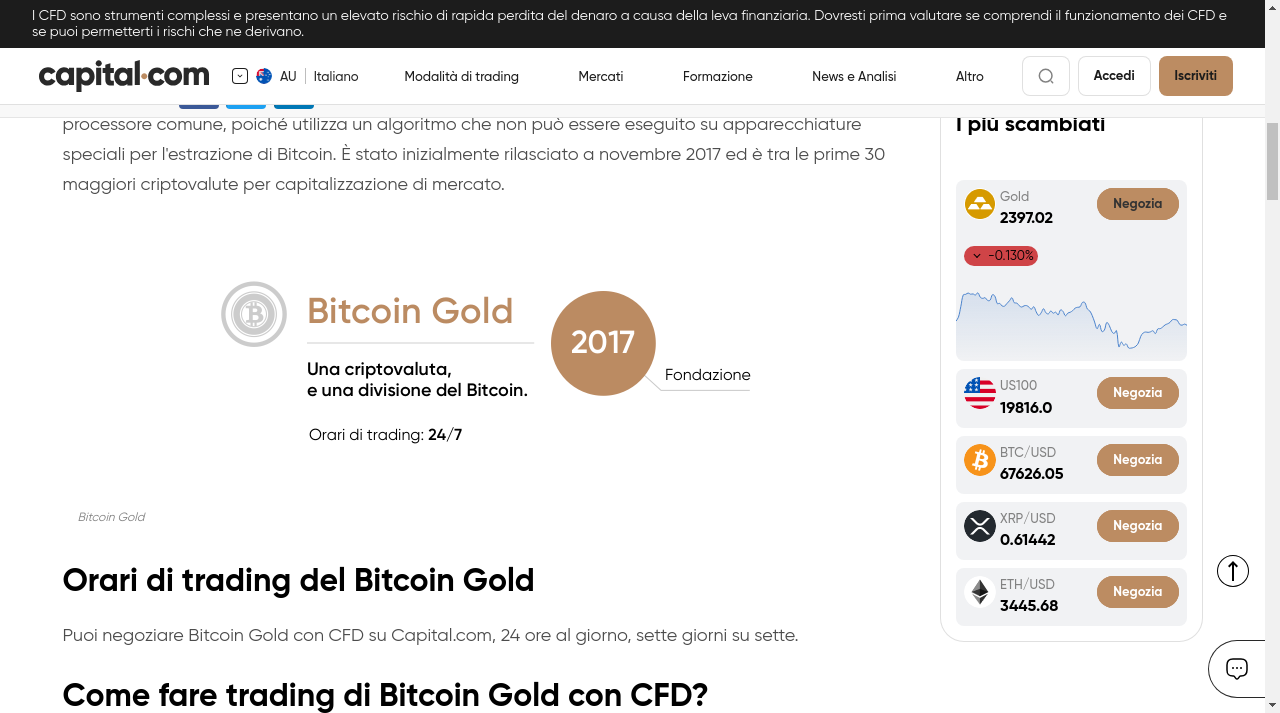 I CFD sono strumenti complessi e presentano un elevato rischio di rapida perdita del denaro a causa della leva finanziaria. Dovresti prima valutare se comprendi il funzionamento dei CFD e
se puoi permetterti i rischi che ne derivano.
capital.com
AU
Italiano
Modalità di trading
Mercati
Formazione
News e Analisi
Altro
Accedi
Iscriviti
processore comune, poiché utilizza un algoritmo che non può essere eseguito su apparecchiature
speciali per l'estrazione di Bitcoin. È stato inizialmente rilasciato a novembre 2017 ed è tra le prime 30
maggiori criptovalute per capitalizzazione di mercato.
Bitcoin Gold
Una criptovaluta,
e una divisione del Bitcoin.
Orari di trading: 24/7
2017
Fondazione
Bitcoin Gold
Orari di trading del Bitcoin Gold
Puoi negoziare Bitcoin Gold con CFD su Capital.com, 24 ore al giorno, sette giorni su sette.
Come fare trading di Bitcoin Gold con CFD?
I più scambiati
Gold
2397.02
Negozia
-0.130%
US100
19816.0
Negozia
BTC/USD
67626.05
Negozia
XRP/USD
0.61442
Negozia
ETH/USD
3445.68
Negozia